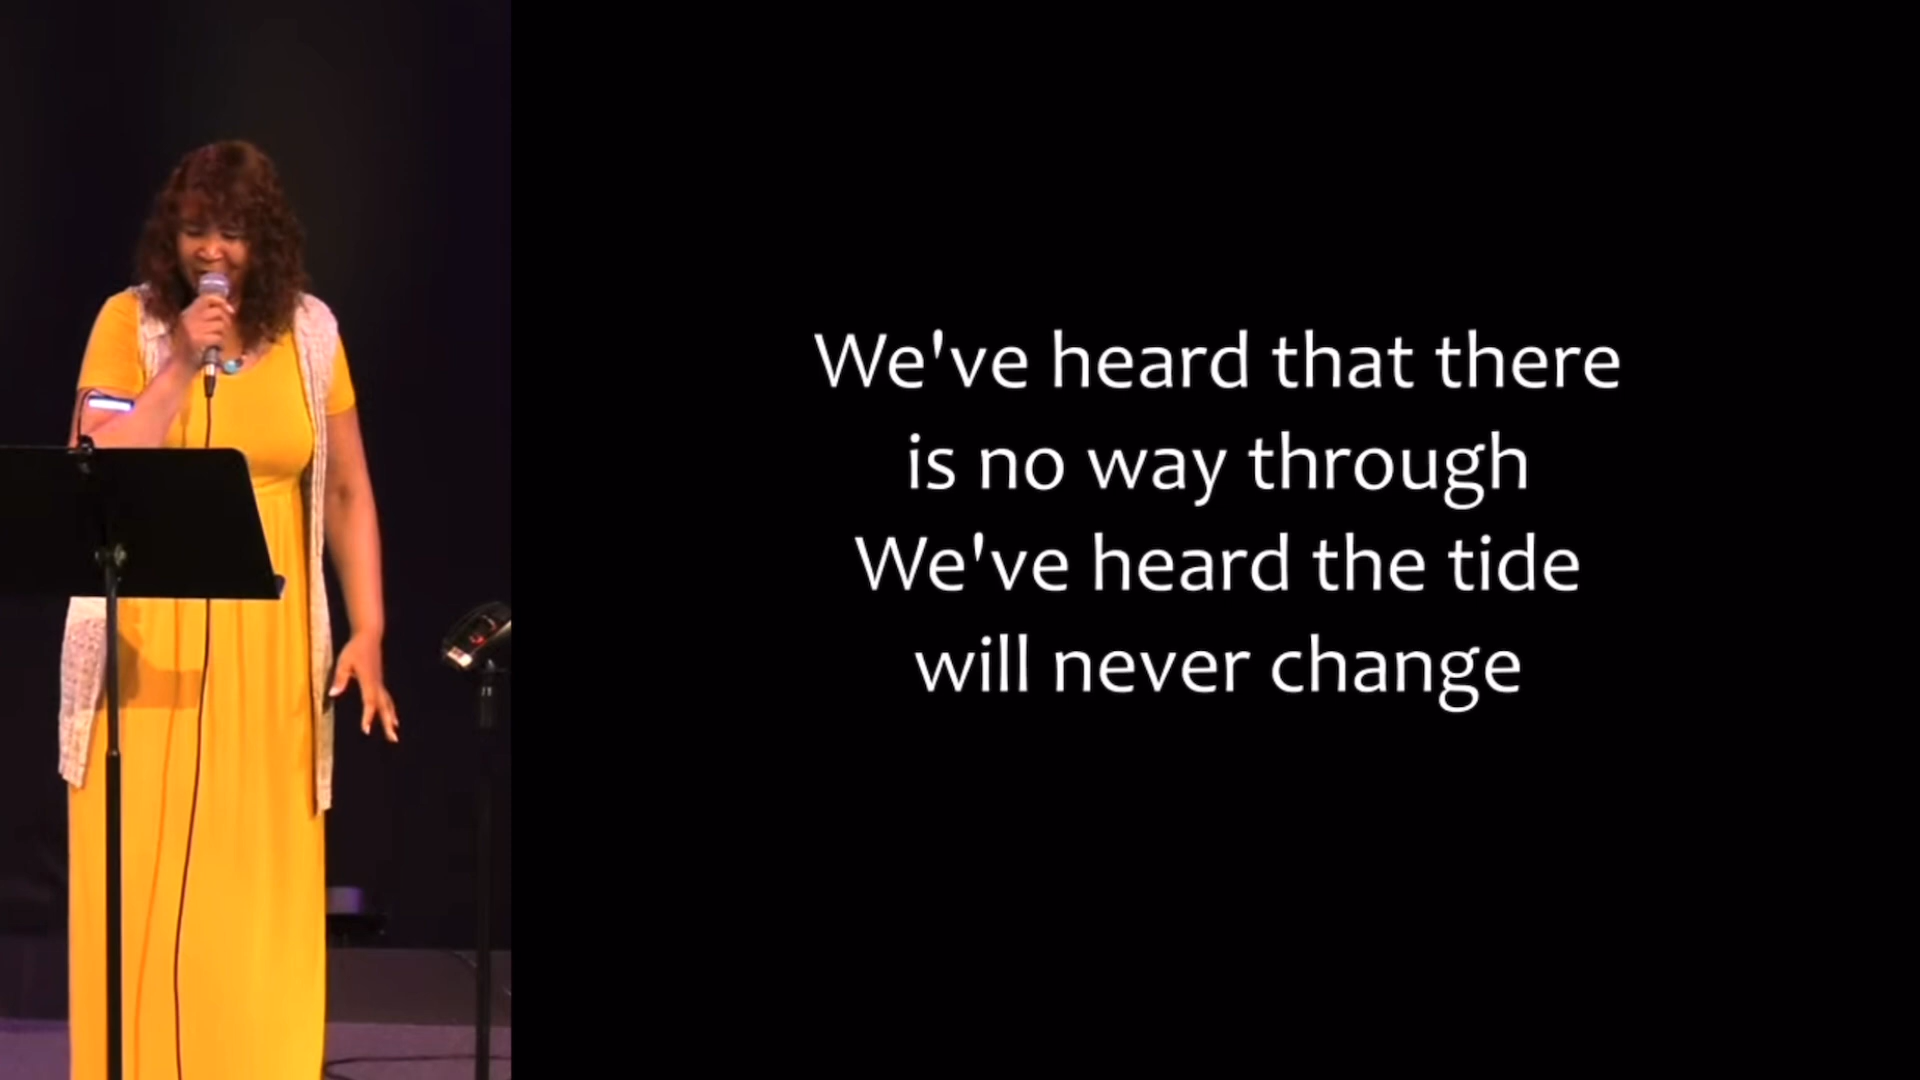 We've heard that there
is no way through
We've heard the tide
will never change